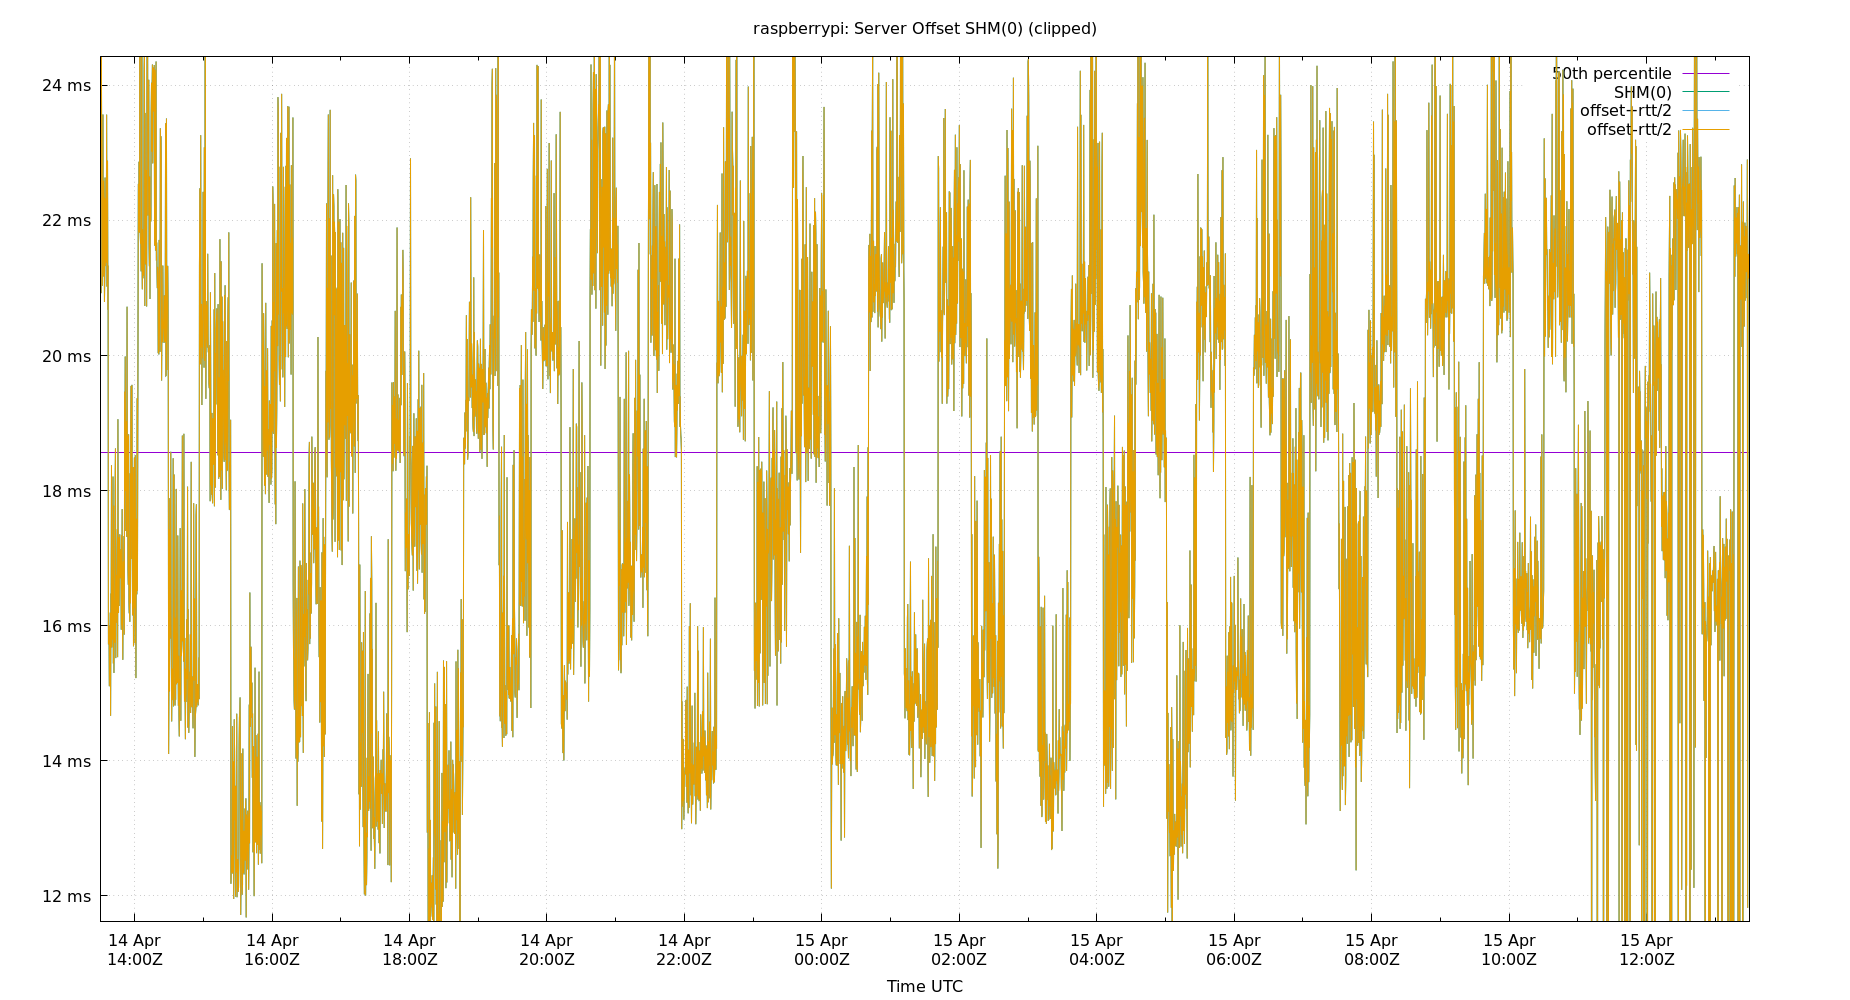 raspberrypi: Server Offset SHM(0) (clipped)
24 ms
22 ms
20 ms
18 ms
16 ms
14 ms
12 ms
50th percentile
SHM(0)
offset+rtt/2
offset-rtt/2
14 Apr 14 Apr 14 Apr 14 Apr 14 Apr 15 Apr 15 Apr 15 Apr 15 Apr 15 Apr 15 Apr 15 Apr
14:00Z 16:00Z 18:00Z 20:00Z 22:00Z 00:00Z 02:00Z 04:00Z 06:00Z 08:00Z 10:00Z 12:00Z
Time UTC